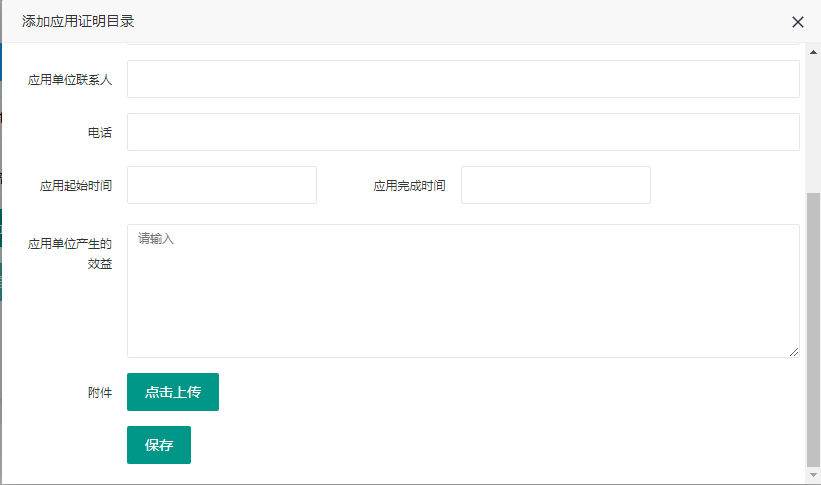 添加应用证明目录
应用单位联系人
电话
应用起始时间 应用完成时间
应用单位产生的
效益
请输入
附件 点击上传
保存